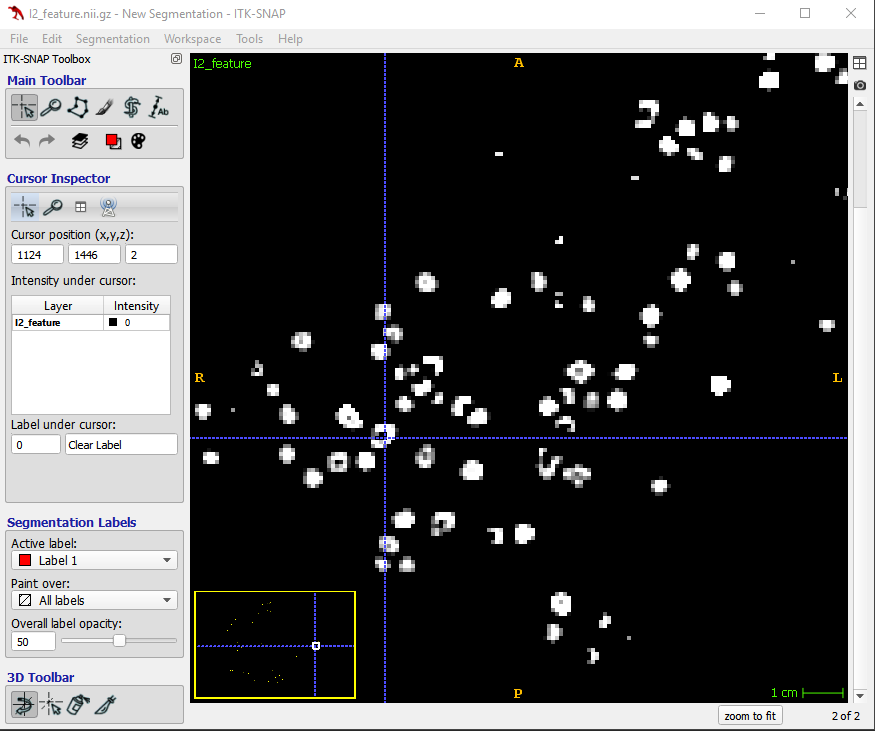 I2_feature.nii.gz - New Segmentation - ITK-SNAP
File Edit Segmentation Workspace Tools Help
ITK-SNAP Toolbox
Main Toolbar
Ab
Cursor Inspector
Cursor position (x,y,z):
1124 1446 2
Intensity under cursor:
Layer Intensity
I2_feature 0
Label under cursor:
0 Clear Label
Segmentation Labels
Active label:
Label 1
Paint over:
All labels
Overall label opacity:
50
3D Toolbar
I2_feature
A
R
L
P
1 cm
zoom to fit
2 of 2